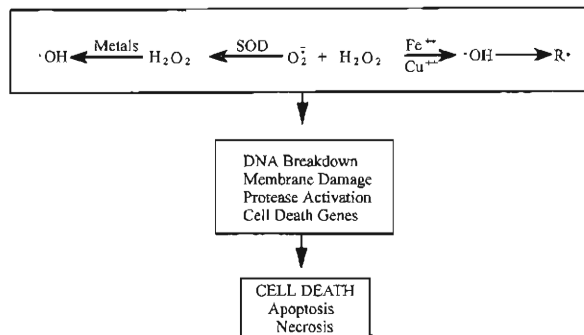 ·OH Metals H₂O₂ SOD O₂⁻ + H₂O₂ Fe⁺⁺ Cu⁺⁺ ·OH R·
DNA Breakdown
Membrane Damage
Protease Activation
Cell Death Genes
CELL DEATH
Apoptosis
Necrosis